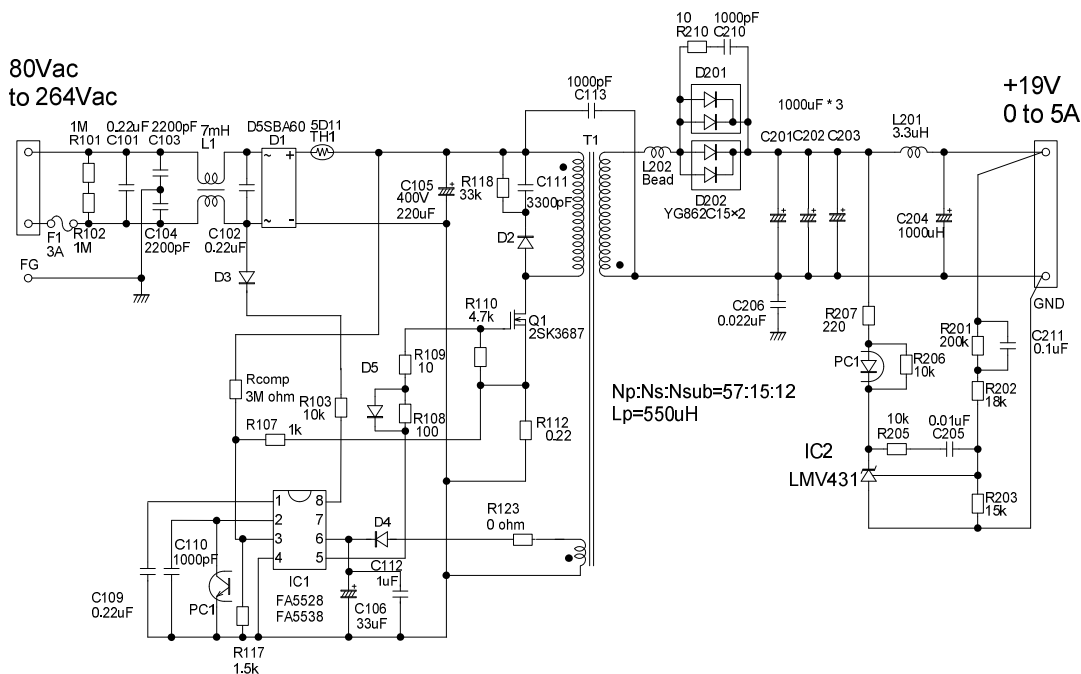 80Vac
to 264Vac
1M
R101
0.22uF
C101
2200pF
C103
7mH
L1
D5SBA60
D1
5D11
TH1
~
+
~
-
F1
3A
R102
1M
C104
2200pF
C102
0.22uF
FG
D3
C105
400V
220uF
R118
33k
C111
3300pF
D2
1000pF
C113
T1
10
R210
1000pF
C210
D201
L202
Bead
D202
YG862C15×2
1000uF * 3
C201
C202
C203
L201
3.3uH
+19V
0 to 5A
C204
1000uH
GND
C206
0.022uF
R207
220
PC1
R206
10k
R201
200k
C211
0.1uF
R202
18k
10k
R205
0.01uF
C205
IC2
LMV431
R203
15k
R110
4.7k
Q1
2SK3687
R109
10
D5
R108
100
Rcomp
3M ohm
R103
10k
R107
1k
R112
0.22
Np:Ns:Nsub=57:15:12
Lp=550uH
R123
0 ohm
1
2
3
4
8
7
6
5
IC1
FA5528
FA5538
D4
C112
1uF
C106
33uF
C110
1000pF
PC1
C109
0.22uF
R117
1.5k